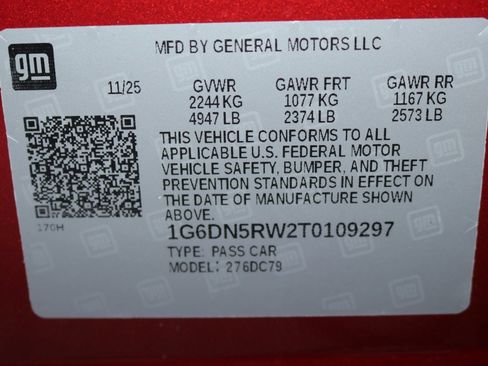 gm
MFD BY GENERAL MOTORS LLC
11/25 GVWR GAWR FRT GAWR RR
2244 KG 1077 KG 1167 KG
4947 LB 2374 LB 2573 LB
THIS VEHICLE CONFORMS TO ALL
APPLICABLE U.S. FEDERAL MOTOR
VEHICLE SAFETY, BUMPER, AND THEFT
PREVENTION STANDARDS IN EFFECT ON
THE DATE OF MANUFACTURE SHOWN
ABOVE.
170H
1G6DN5RW2T0109297
TYPE: PASS CAR
MODEL: 276DC79